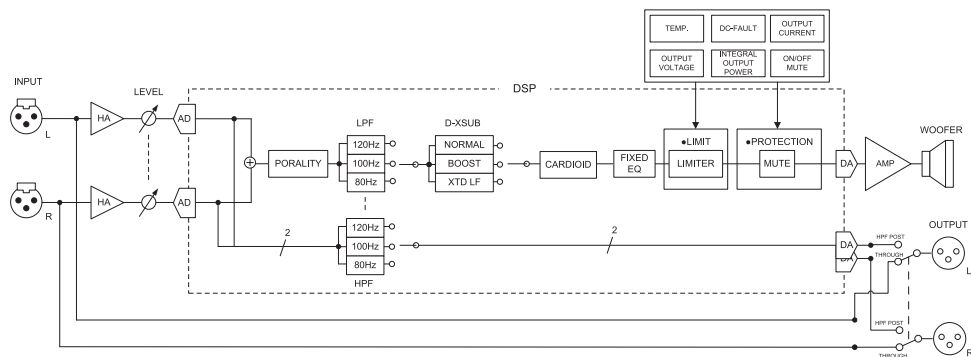 TEMP.
DC-FAULT
OUTPUT
CURRENT
OUTPUT
VOLTAGE
INTEGRAL
OUTPUT
POWER
ON/OFF
MUTE
INPUT
LEVEL
DSP
LPF
D-XSUB
L
HA
AD
PORALITY
120Hz
100Hz
80Hz
NORMAL
BOOST
XTD LF
CARDIOID
FIXED
EQ
●LIMIT
LIMITER
●PROTECTION
MUTE
DA
AMP
WOOFER
R
HA
AD
2
120Hz
100Hz
80Hz
HPF
2
DA
DA
HPF POST
THROUGH
OUTPUT
L
HPF POST
THROUGH
R